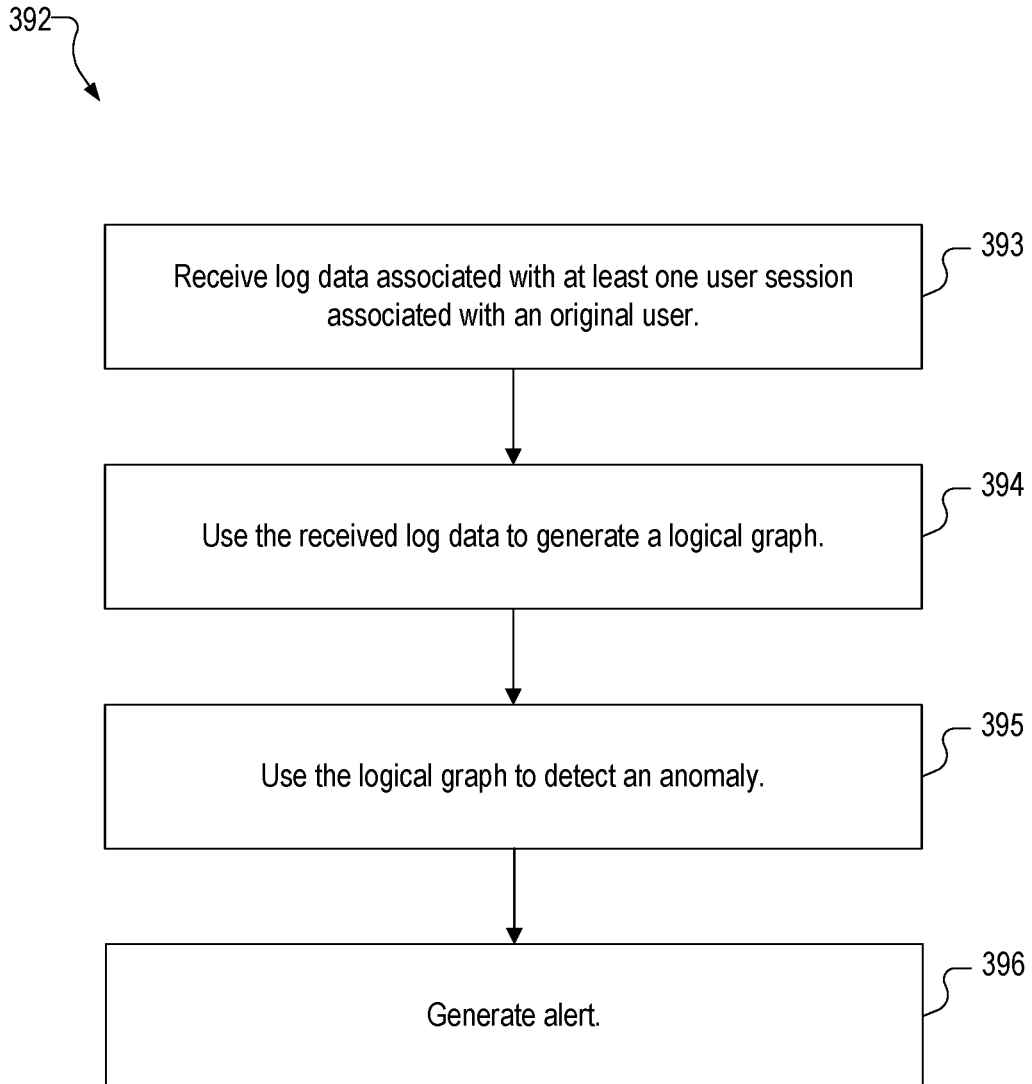 392
393
Receive log data associated with at least one user session
associated with an original user.
394
Use the received log data to generate a logical graph.
395
Use the logical graph to detect an anomaly.
396
Generate alert.